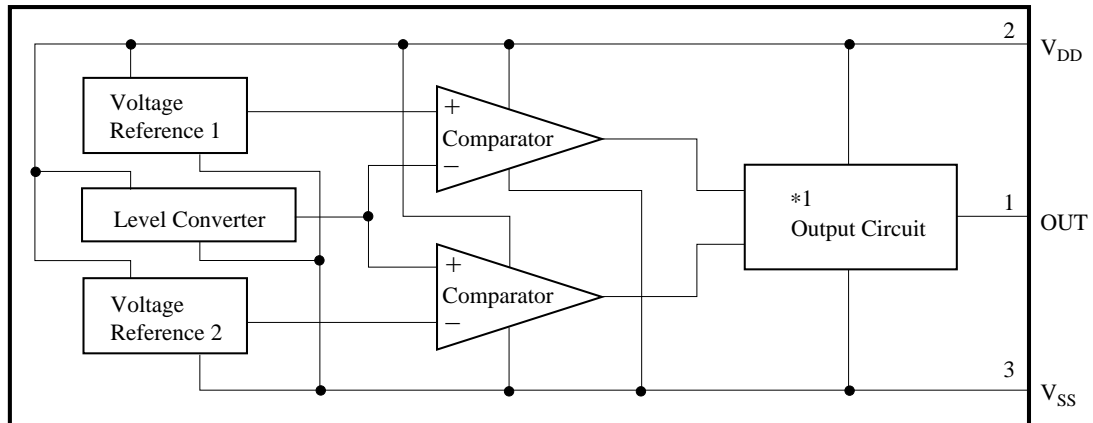 2
V_DD
Voltage
Reference 1
+
Comparator
−
*1
Output Circuit
1
OUT
Level Converter
+
Comparator
−
Voltage
Reference 2
3
V_SS